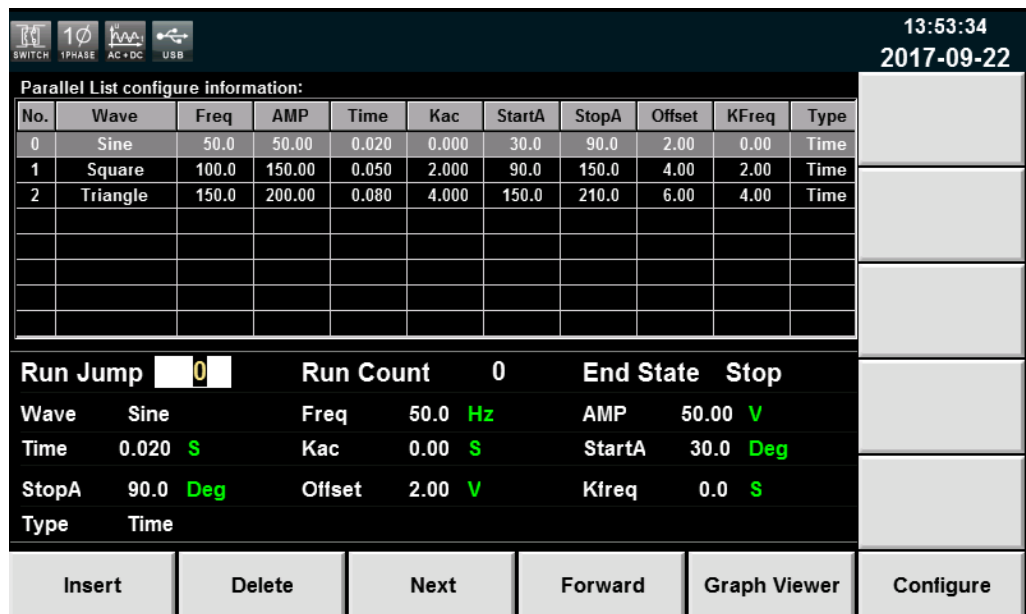 SWITCH 1Ø 1PHASE U AC+DC USB 13:53:34
2017-09-22
Parallel List configure information:
No. Wave Freq AMP Time Kac StartA StopA Offset KFreq Type
0 Sine 50.0 50.00 0.020 0.000 30.0 90.0 2.00 0.00 Time
1 Square 100.0 150.00 0.050 2.000 90.0 150.0 4.00 2.00 Time
2 Triangle 150.0 200.00 0.080 4.000 150.0 210.0 6.00 4.00 Time
Run Jump 0 Run Count 0 End State Stop
Wave Sine Freq 50.0 Hz AMP 50.00 V
Time 0.020 S Kac 0.00 S StartA 30.0 Deg
StopA 90.0 Deg Offset 2.00 V Kfreq 0.0 S
Type Time
Insert Delete Next Forward Graph Viewer Configure